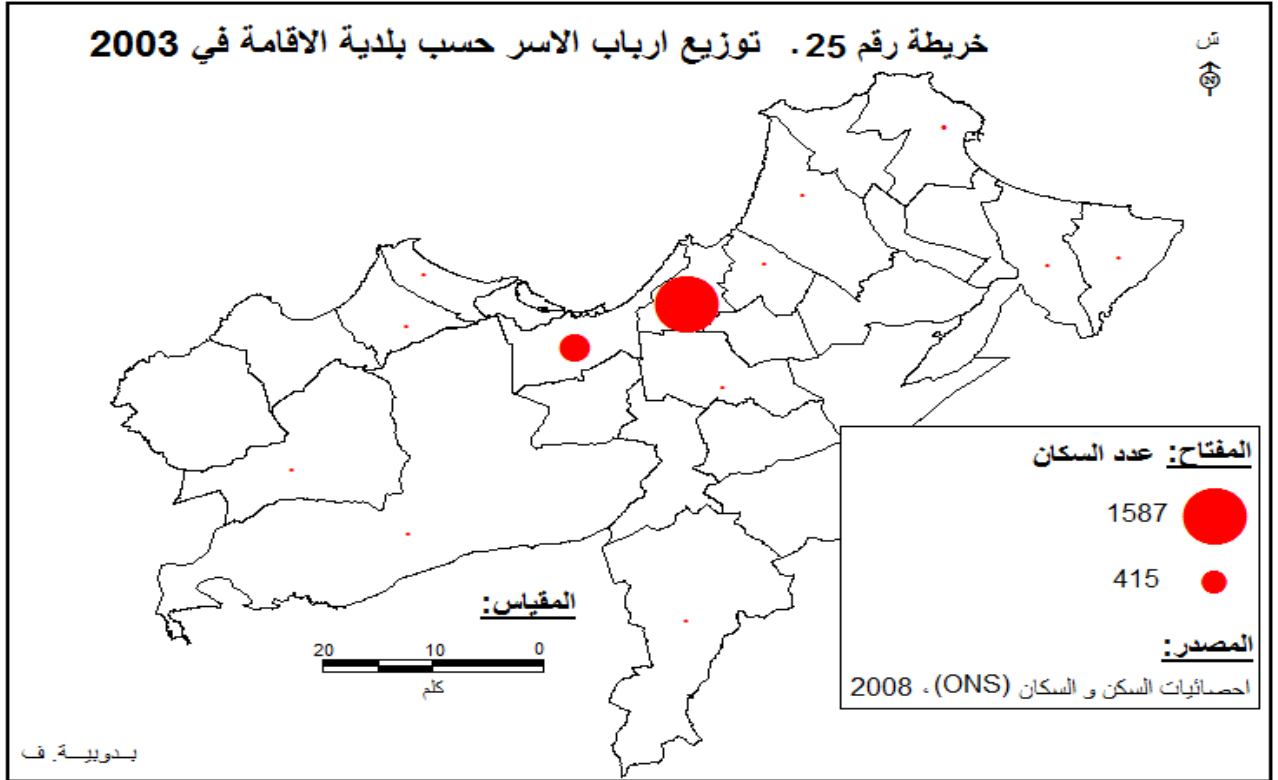 خريطة رقم 25. توزيع ارباب الاسر حسب بلدية الاقامة في 2003
ش
N
المفتاح: عدد السكان
1587
415
المصدر:
احصائيات السكن و السكان (ONS)، 2008
المقياس:
20 10 0
كلم
بـدوبيـــة. ف